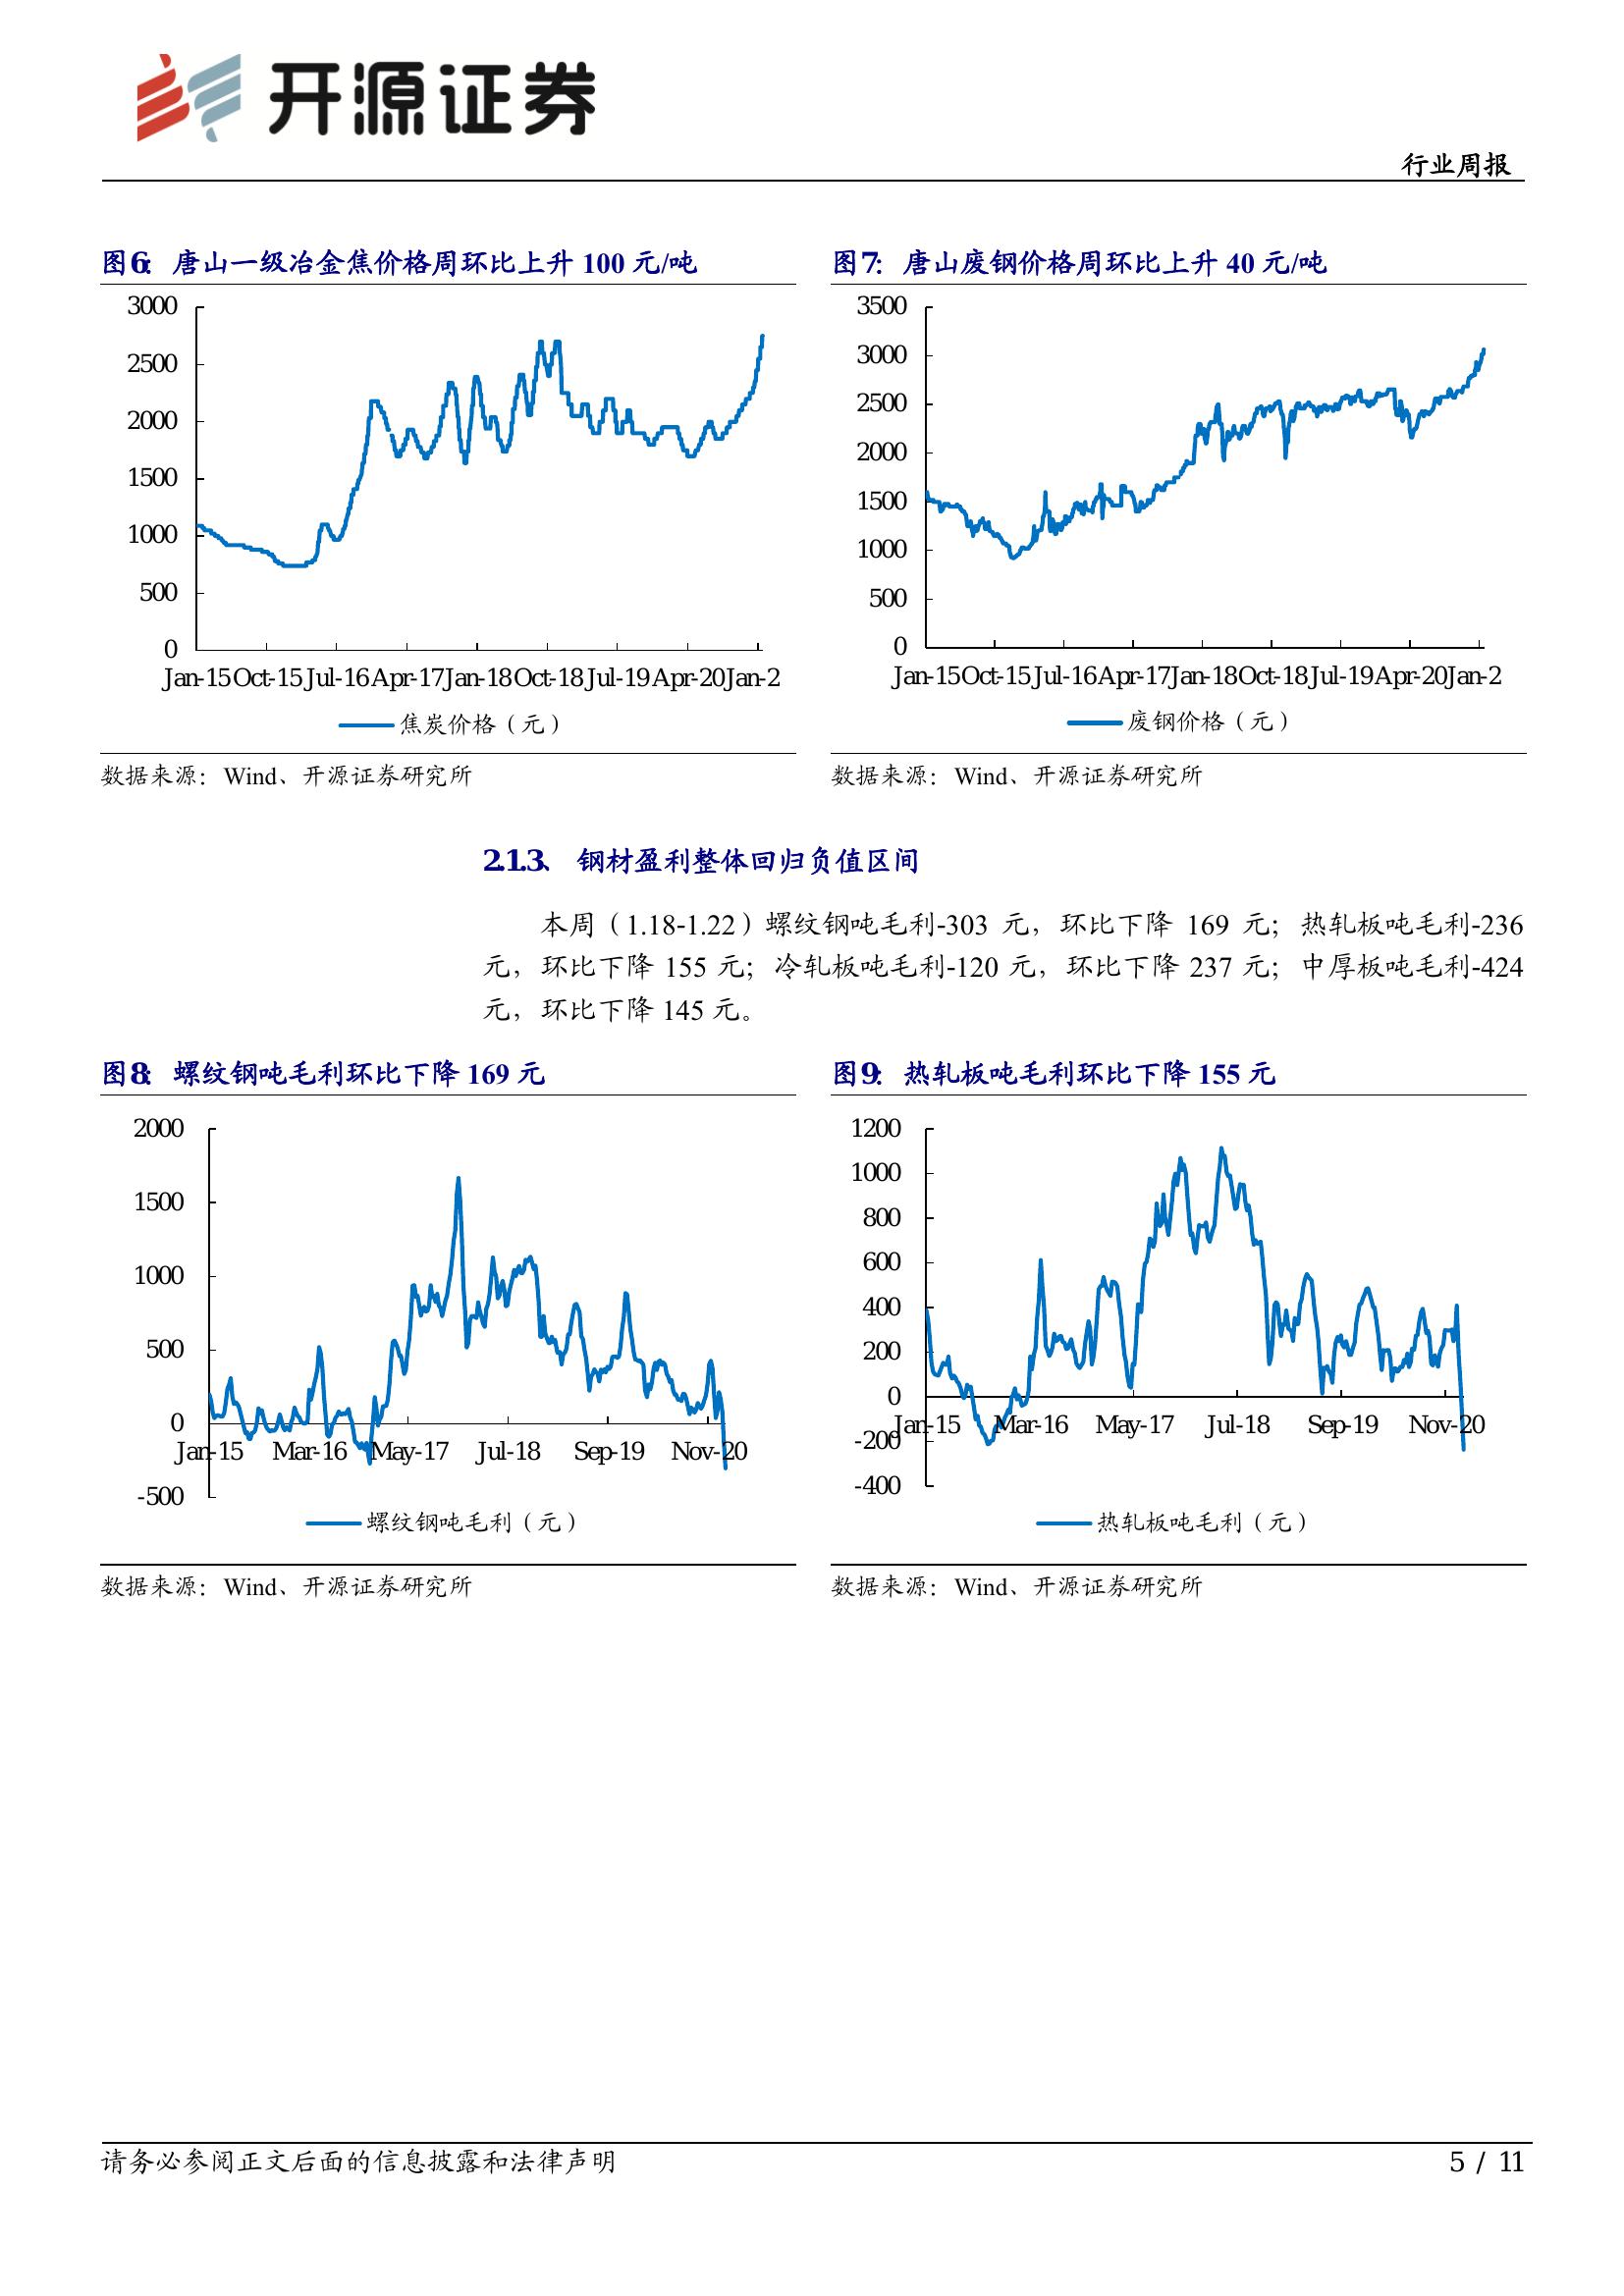 开源证券
行业周报
图6： 唐山一级冶金焦价格周环比上升 100 元/吨
3000
2500
2000
1500
1000
500
0
Jan-15 Oct-15 Jul-16 Apr-17 Jan-18 Oct-18 Jul-19 Apr-20 Jan-2
焦炭价格（元）
数据来源：Wind、开源证券研究所
图7： 唐山废钢价格周环比上升 40 元/吨
3500
3000
2500
2000
1500
1000
500
0
Jan-15 Oct-15 Jul-16 Apr-17 Jan-18 Oct-18 Jul-19 Apr-20 Jan-2
废钢价格（元）
数据来源：Wind、开源证券研究所
2.1.3、 钢材盈利整体回归负值区间
本周（1.18-1.22）螺纹钢吨毛利-303 元，环比下降 169 元；热轧板吨毛利-236
元，环比下降 155 元；冷轧板吨毛利-120 元，环比下降 237 元；中厚板吨毛利-424
元，环比下降 145 元。
图8： 螺纹钢吨毛利环比下降 169 元
2000
1500
1000
500
0
-500
Jan-15 Mar-16 May-17 Jul-18 Sep-19 Nov-20
螺纹钢吨毛利（元）
数据来源：Wind、开源证券研究所
图9： 热轧板吨毛利环比下降 155 元
1200
1000
800
600
400
200
0
-200
-400
Jan-15 Mar-16 May-17 Jul-18 Sep-19 Nov-20
热轧板吨毛利（元）
数据来源：Wind、开源证券研究所
请务必参阅正文后面的信息披露和法律声明
5 / 11